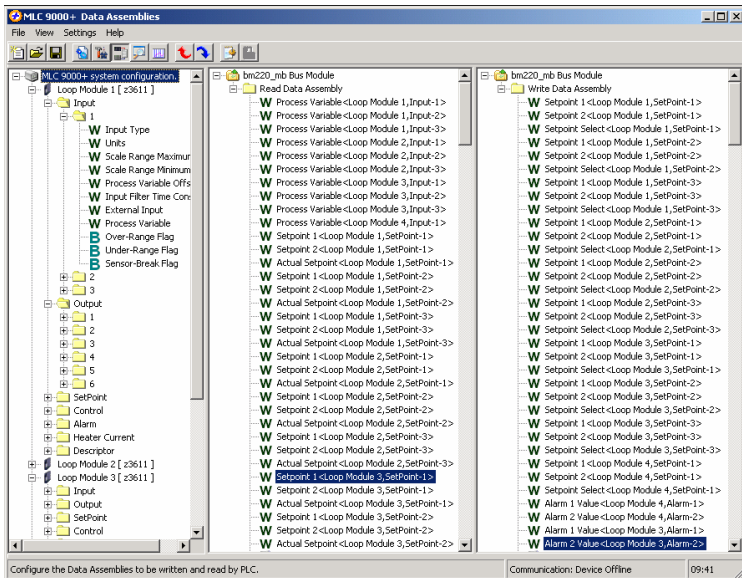 MLC 9000+ Data Assemblies
File View Settings Help
MLC 9000+ system configuration.
Loop Module 1 [ z3611 ]
Input
1
W Input Type
W Units
W Scale Range Maximur
W Scale Range Minimum
W Process Variable Offs
W Input Filter Time Con:
W External Input
W Process Variable
B Over-Range Flag
B Under-Range Flag
B Sensor-Break Flag
2
3
Output
1
2
3
4
5
6
SetPoint
Control
Alarm
Heater Current
Descriptor
Loop Module 2 [ z3611 ]
Loop Module 3 [ z3611 ]
Input
Output
SetPoint
Control
bm220_mb Bus Module
Read Data Assembly
W Process Variable<Loop Module 1,Input-1>
W Process Variable<Loop Module 1,Input-2>
W Process Variable<Loop Module 1,Input-3>
W Process Variable<Loop Module 2,Input-1>
W Process Variable<Loop Module 2,Input-2>
W Process Variable<Loop Module 2,Input-3>
W Process Variable<Loop Module 3,Input-1>
W Process Variable<Loop Module 3,Input-2>
W Process Variable<Loop Module 3,Input-3>
W Process Variable<Loop Module 4,Input-1>
W Setpoint 1<Loop Module 1,SetPoint-1>
W Setpoint 2<Loop Module 1,SetPoint-1>
W Actual Setpoint<Loop Module 1,SetPoint-1>
W Setpoint 1<Loop Module 1,SetPoint-2>
W Setpoint 2<Loop Module 1,SetPoint-2>
W Actual Setpoint<Loop Module 1,SetPoint-2>
W Setpoint 1<Loop Module 1,SetPoint-3>
W Setpoint 2<Loop Module 1,SetPoint-3>
W Actual Setpoint<Loop Module 1,SetPoint-3>
W Setpoint 1<Loop Module 2,SetPoint-1>
W Setpoint 2<Loop Module 2,SetPoint-1>
W Actual Setpoint<Loop Module 2,SetPoint-1>
W Setpoint 1<Loop Module 2,SetPoint-2>
W Setpoint 2<Loop Module 2,SetPoint-2>
W Actual Setpoint<Loop Module 2,SetPoint-2>
W Setpoint 1<Loop Module 2,SetPoint-3>
W Setpoint 2<Loop Module 2,SetPoint-3>
W Actual Setpoint<Loop Module 2,SetPoint-3>
W Setpoint 1<Loop Module 3,SetPoint-1>
W Setpoint 2<Loop Module 3,SetPoint-1>
W Actual Setpoint<Loop Module 3,SetPoint-1>
W Setpoint 1<Loop Module 3,SetPoint-2>
W Setpoint 2<Loop Module 3,SetPoint-2>
W Actual Setpoint<Loop Module 3,SetPoint-2>
bm220_mb Bus Module
Write Data Assembly
W Setpoint 1<Loop Module 1,SetPoint-1>
W Setpoint 2<Loop Module 1,SetPoint-1>
W Setpoint Select<Loop Module 1,SetPoint-1>
W Setpoint 1<Loop Module 1,SetPoint-2>
W Setpoint 2<Loop Module 1,SetPoint-2>
W Setpoint Select<Loop Module 1,SetPoint-2>
W Setpoint 1<Loop Module 1,SetPoint-3>
W Setpoint 2<Loop Module 1,SetPoint-3>
W Setpoint Select<Loop Module 1,SetPoint-3>
W Setpoint 1<Loop Module 2,SetPoint-1>
W Setpoint 2<Loop Module 2,SetPoint-1>
W Setpoint Select<Loop Module 2,SetPoint-1>
W Setpoint 1<Loop Module 2,SetPoint-2>
W Setpoint 2<Loop Module 2,SetPoint-2>
W Setpoint Select<Loop Module 2,SetPoint-2>
W Setpoint 1<Loop Module 2,SetPoint-3>
W Setpoint 2<Loop Module 2,SetPoint-3>
W Setpoint Select<Loop Module 2,SetPoint-3>
W Setpoint 1<Loop Module 3,SetPoint-1>
W Setpoint 2<Loop Module 3,SetPoint-1>
W Setpoint Select<Loop Module 3,SetPoint-1>
W Setpoint 1<Loop Module 3,SetPoint-2>
W Setpoint 2<Loop Module 3,SetPoint-2>
W Setpoint Select<Loop Module 3,SetPoint-2>
W Setpoint 1<Loop Module 3,SetPoint-3>
W Setpoint 2<Loop Module 3,SetPoint-3>
W Setpoint Select<Loop Module 3,SetPoint-3>
W Setpoint 1<Loop Module 4,SetPoint-1>
W Setpoint 2<Loop Module 4,SetPoint-1>
W Setpoint Select<Loop Module 4,SetPoint-1>
W Alarm 1 Value<Loop Module 4,Alarm-1>
W Alarm 2 Value<Loop Module 4,Alarm-1>
W Alarm 1 Value<Loop Module 3,Alarm-1>
W Alarm 2 Value<Loop Module 3,Alarm-2>
Configure the Data Assemblies to be written and read by PLC.
Communication: Device Offline
09:41